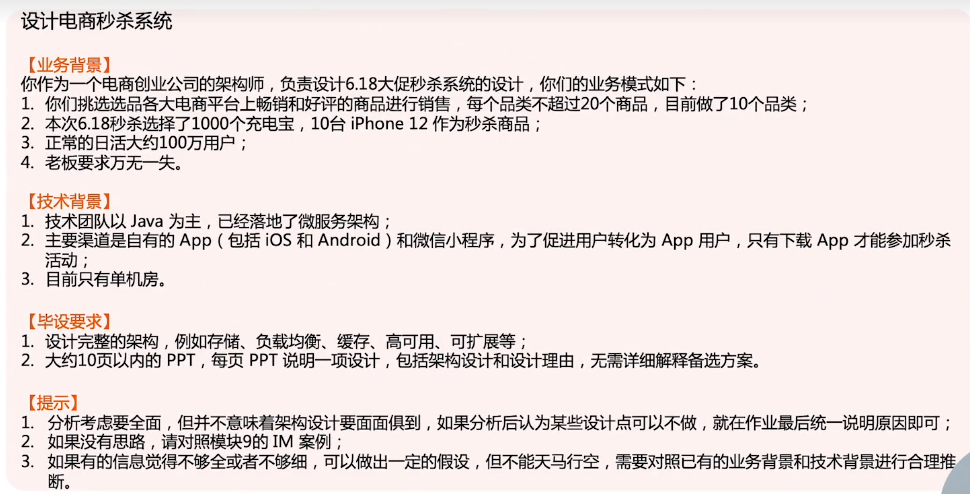 设计电商秒杀系统
【业务背景】
你作为一个电商创业公司的架构师，负责设计6.18大促秒杀系统的设计，你们的业务模式如下：
1. 你们挑选选品各大电商平台上畅销和好评的商品进行销售，每个品类不超过20个商品，目前做了10个品类；
2. 本次6.18秒杀选择了1000个充电宝，10台 iPhone 12 作为秒杀商品；
3. 正常的日活大约100万用户；
4. 老板要求万无一失。
【技术背景】
1. 技术团队以 Java 为主，已经落地了微服务架构；
2. 主要渠道是自有的 App（包括 iOS 和 Android）和微信小程序，为了促进用户转化为 App 用户，只有下载 App 才能参加秒杀
活动；
3. 目前只有单机房。
【毕设要求】
1. 设计完整的架构，例如存储、负载均衡、缓存、高可用、可扩展等；
2. 大约10页以内的 PPT，每页 PPT 说明一项设计，包括架构设计和设计理由，无需详细解释备选方案。
【提示】
1. 分析考虑要全面，但并不意味着架构设计要面面俱到，如果分析后认为某些设计点可以不做，就在作业最后统一说明原因即可；
2. 如果没有思路，请对照模块9的 IM 案例；
3. 如果有的信息觉得不够全或者不够细，可以做出一定的假设，但不能天马行空，需要对照已有的业务背景和技术背景进行合理推
断。